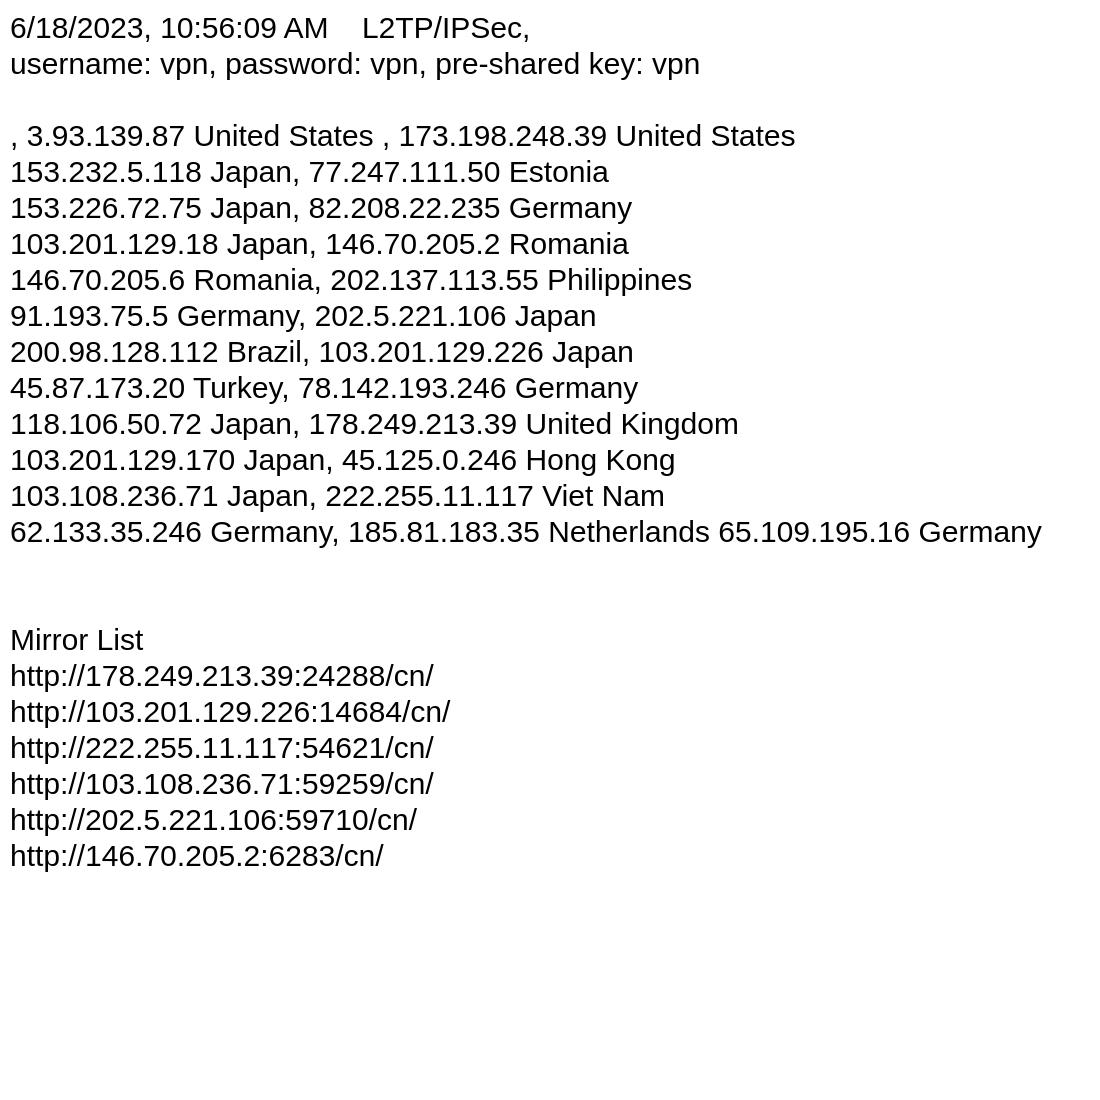 6/18/2023, 10:56:09 AM    L2TP/IPSec,
username: vpn, password: vpn, pre-shared key: vpn
, 3.93.139.87 United States , 173.198.248.39 United States
153.232.5.118 Japan, 77.247.111.50 Estonia
153.226.72.75 Japan, 82.208.22.235 Germany
103.201.129.18 Japan, 146.70.205.2 Romania
146.70.205.6 Romania, 202.137.113.55 Philippines
91.193.75.5 Germany, 202.5.221.106 Japan
200.98.128.112 Brazil, 103.201.129.226 Japan
45.87.173.20 Turkey, 78.142.193.246 Germany
118.106.50.72 Japan, 178.249.213.39 United Kingdom
103.201.129.170 Japan, 45.125.0.246 Hong Kong
103.108.236.71 Japan, 222.255.11.117 Viet Nam
62.133.35.246 Germany, 185.81.183.35 Netherlands 65.109.195.16 Germany
Mirror List
http://178.249.213.39:24288/cn/
http://103.201.129.226:14684/cn/
http://222.255.11.117:54621/cn/
http://103.108.236.71:59259/cn/
http://202.5.221.106:59710/cn/
http://146.70.205.2:6283/cn/